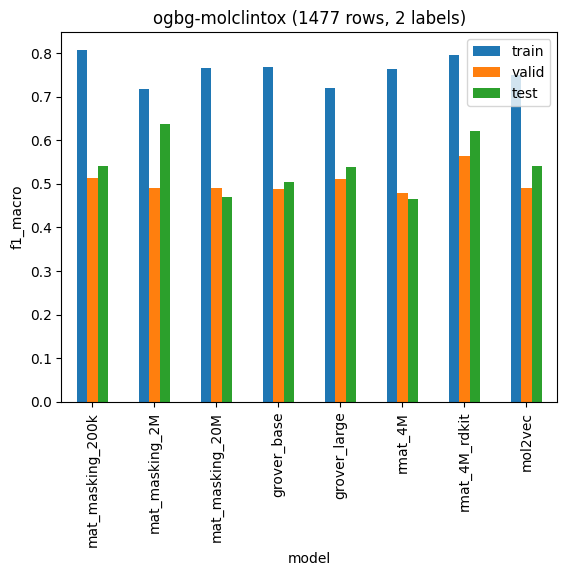 ogbg-molclintox (1477 rows, 2 labels)
train
valid
test
0.8
0.7
0.6
0.5
0.4
0.3
0.2
0.1
0.0
f1_macro
mat_masking_200k
mat_masking_2M
mat_masking_20M
grover_base
grover_large
rmat_4M
rmat_4M_rdkit
mol2vec
model